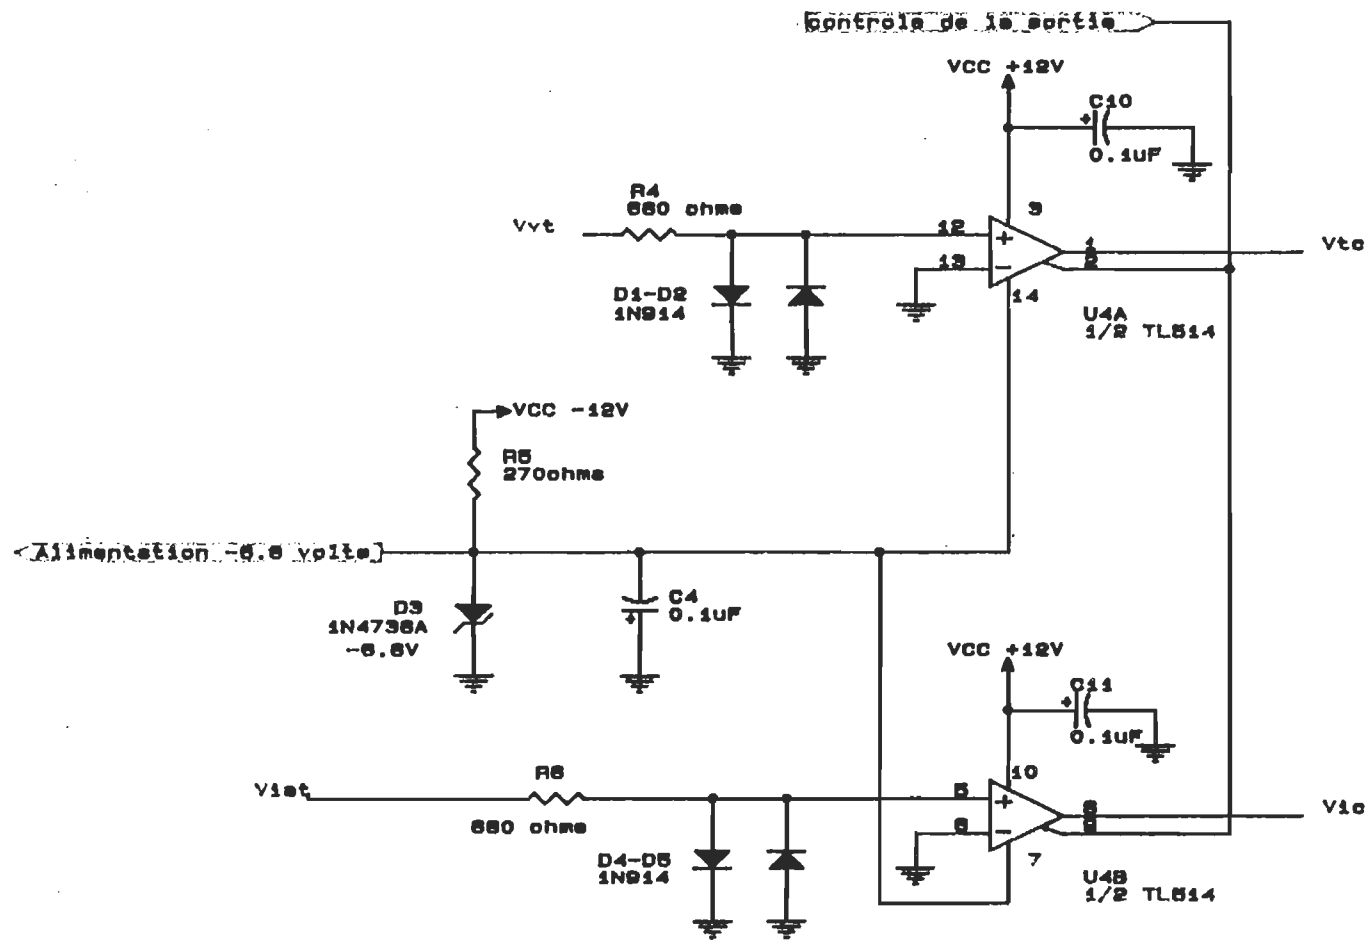 controle de la sortie
VCC +12V
C10
+
0.1uF
R4
680 ohms
Vvt
12
3
+
1
Vtc
13
−
2
14
D1-D2
1N914
U4A
1/2 TL514
VCC -12V
R5
270ohms
Alimentation -6.8 volts
D3
1N4736A
-6.8V
C4
0.1uF
+
VCC +12V
C11
+
0.1uF
R6
Viat
680 ohms
10
5
+
Vic
6
−
7
D4-D5
1N914
U4B
1/2 TL514